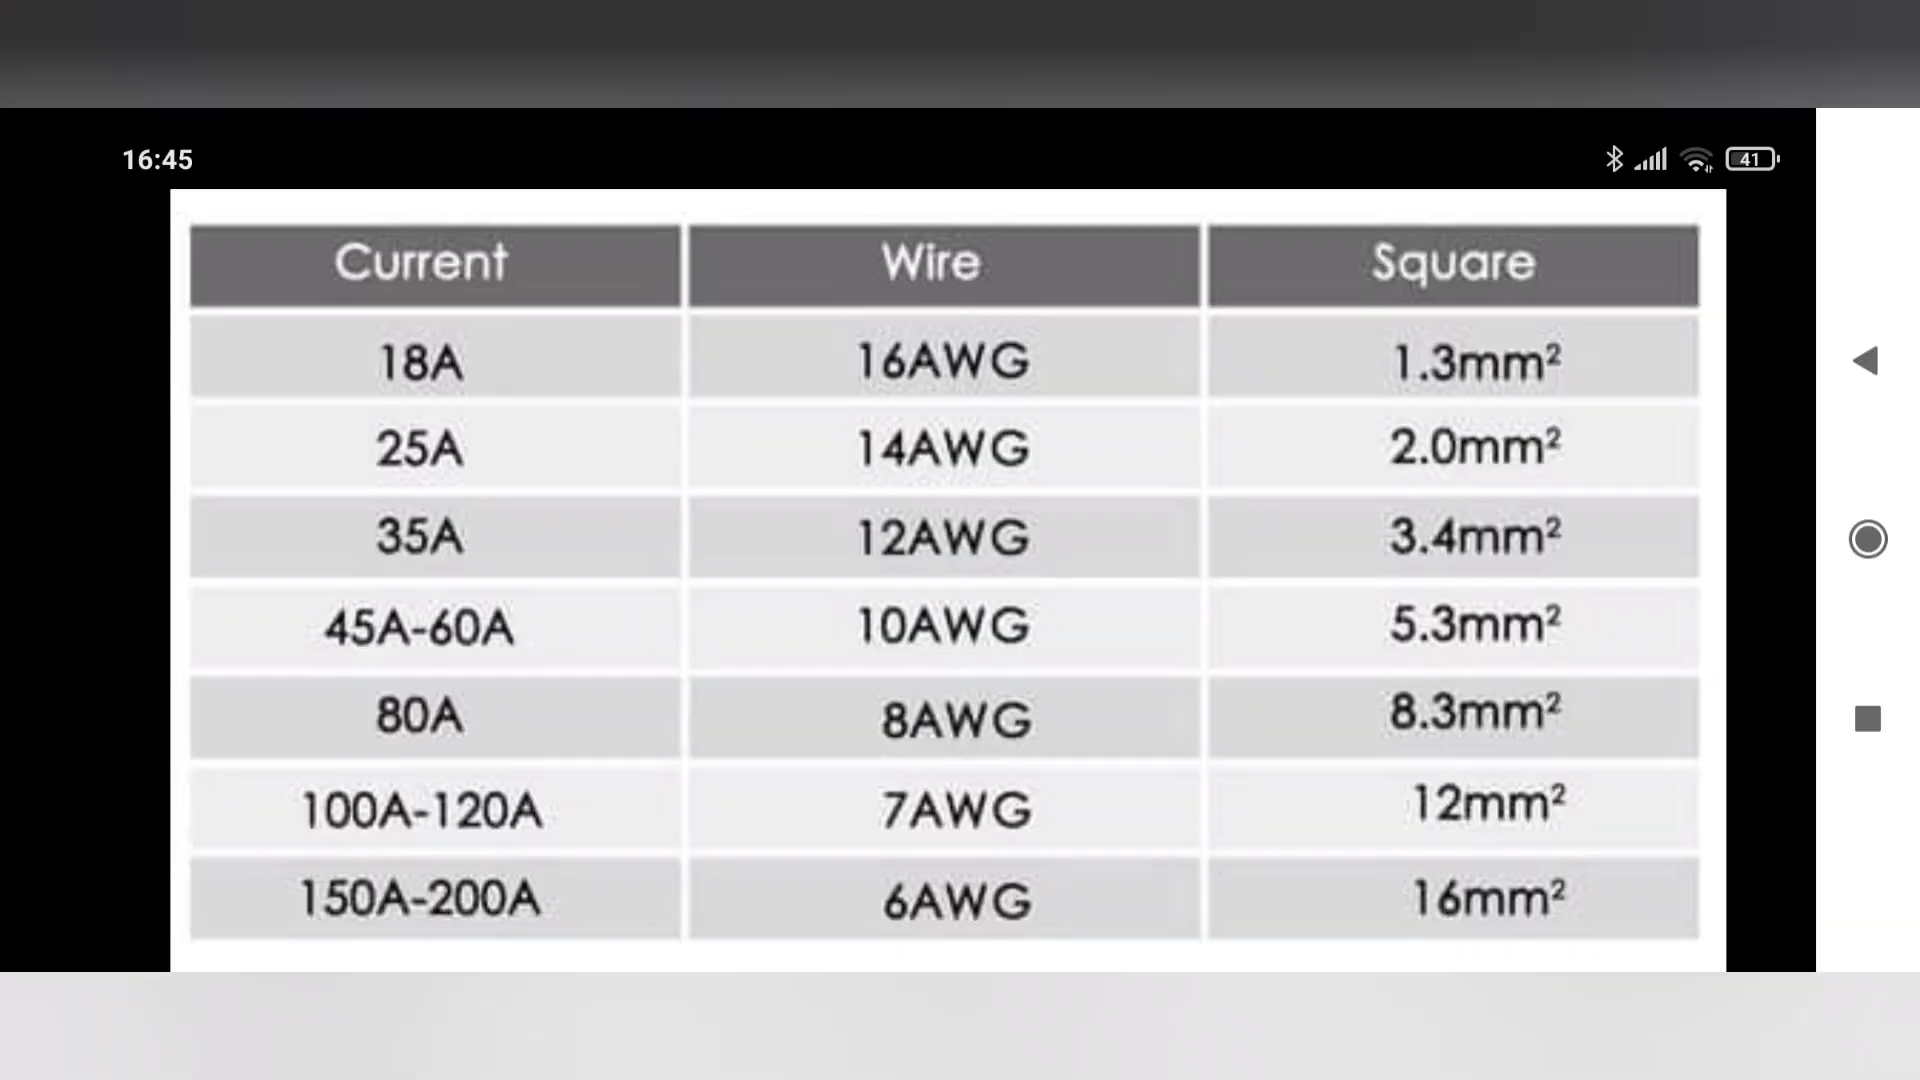 16:45
41
Current Wire Square
18A 16AWG 1.3mm²
25A 14AWG 2.0mm²
35A 12AWG 3.4mm²
45A-60A 10AWG 5.3mm²
80A 8AWG 8.3mm²
100A-120A 7AWG 12mm²
150A-200A 6AWG 16mm²